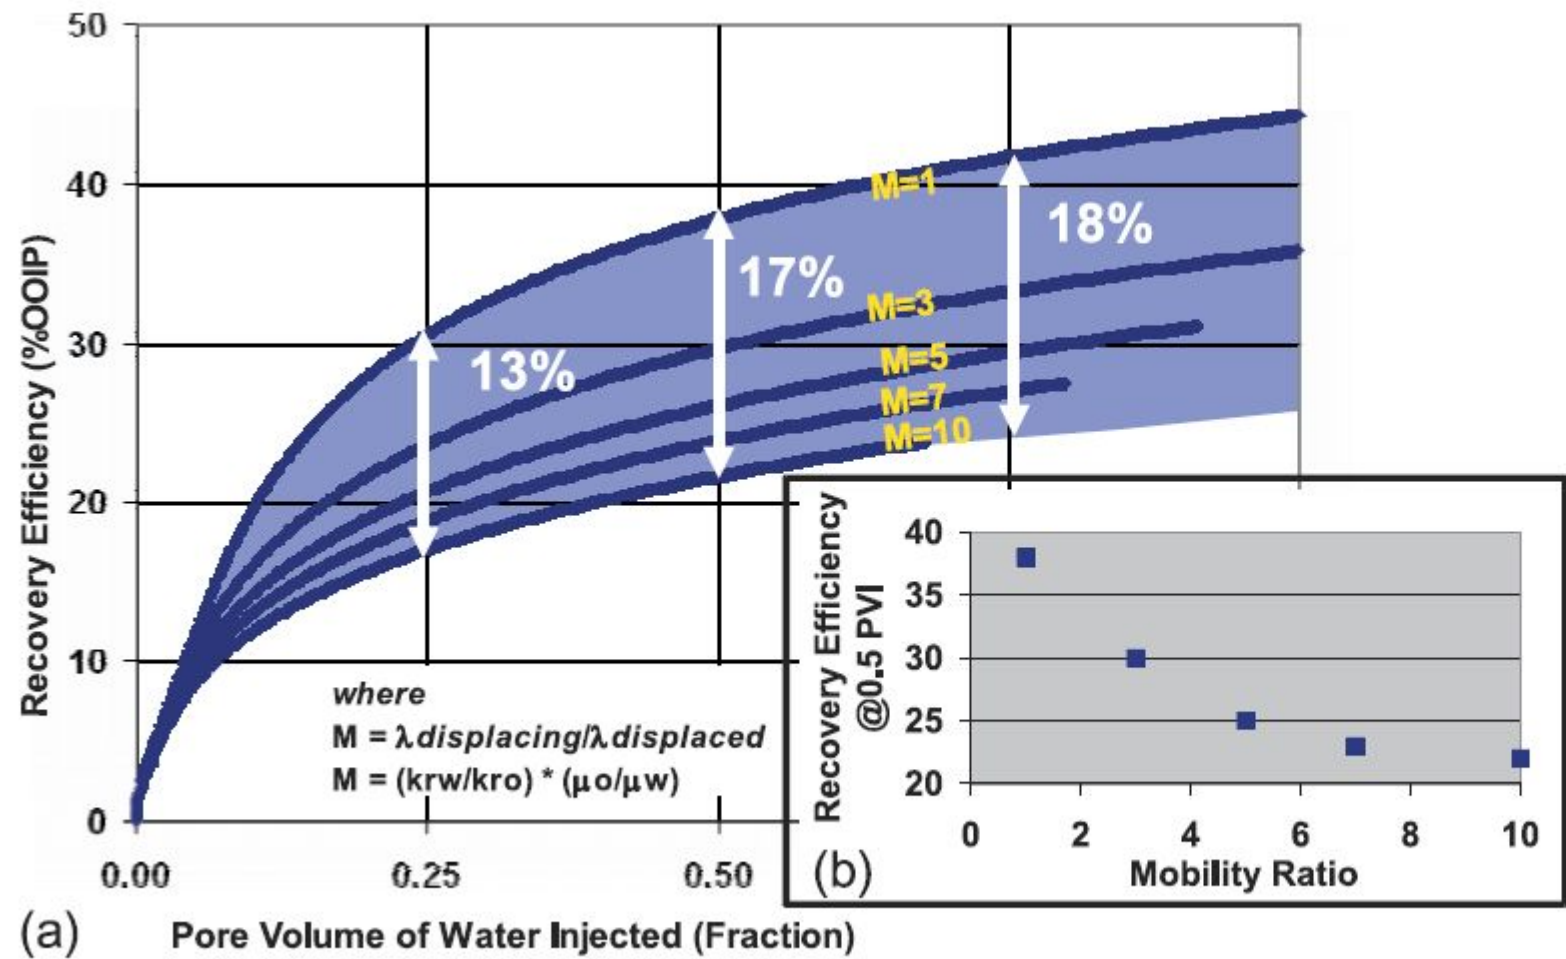 50
40
30
20
10
0
Recovery Efficiency (%OOIP)
M=1
18%
17%
M=3
13%
M=5
M=7
M=10
where
M = λdisplacing/λdisplaced
M = (krw/kro) * (µo/µw)
0.00 0.25 0.50
(a) Pore Volume of Water Injected (Fraction)
Recovery Efficiency
@0.5 PVI
40
35
30
25
20
0 2 4 6 8 10
(b) Mobility Ratio